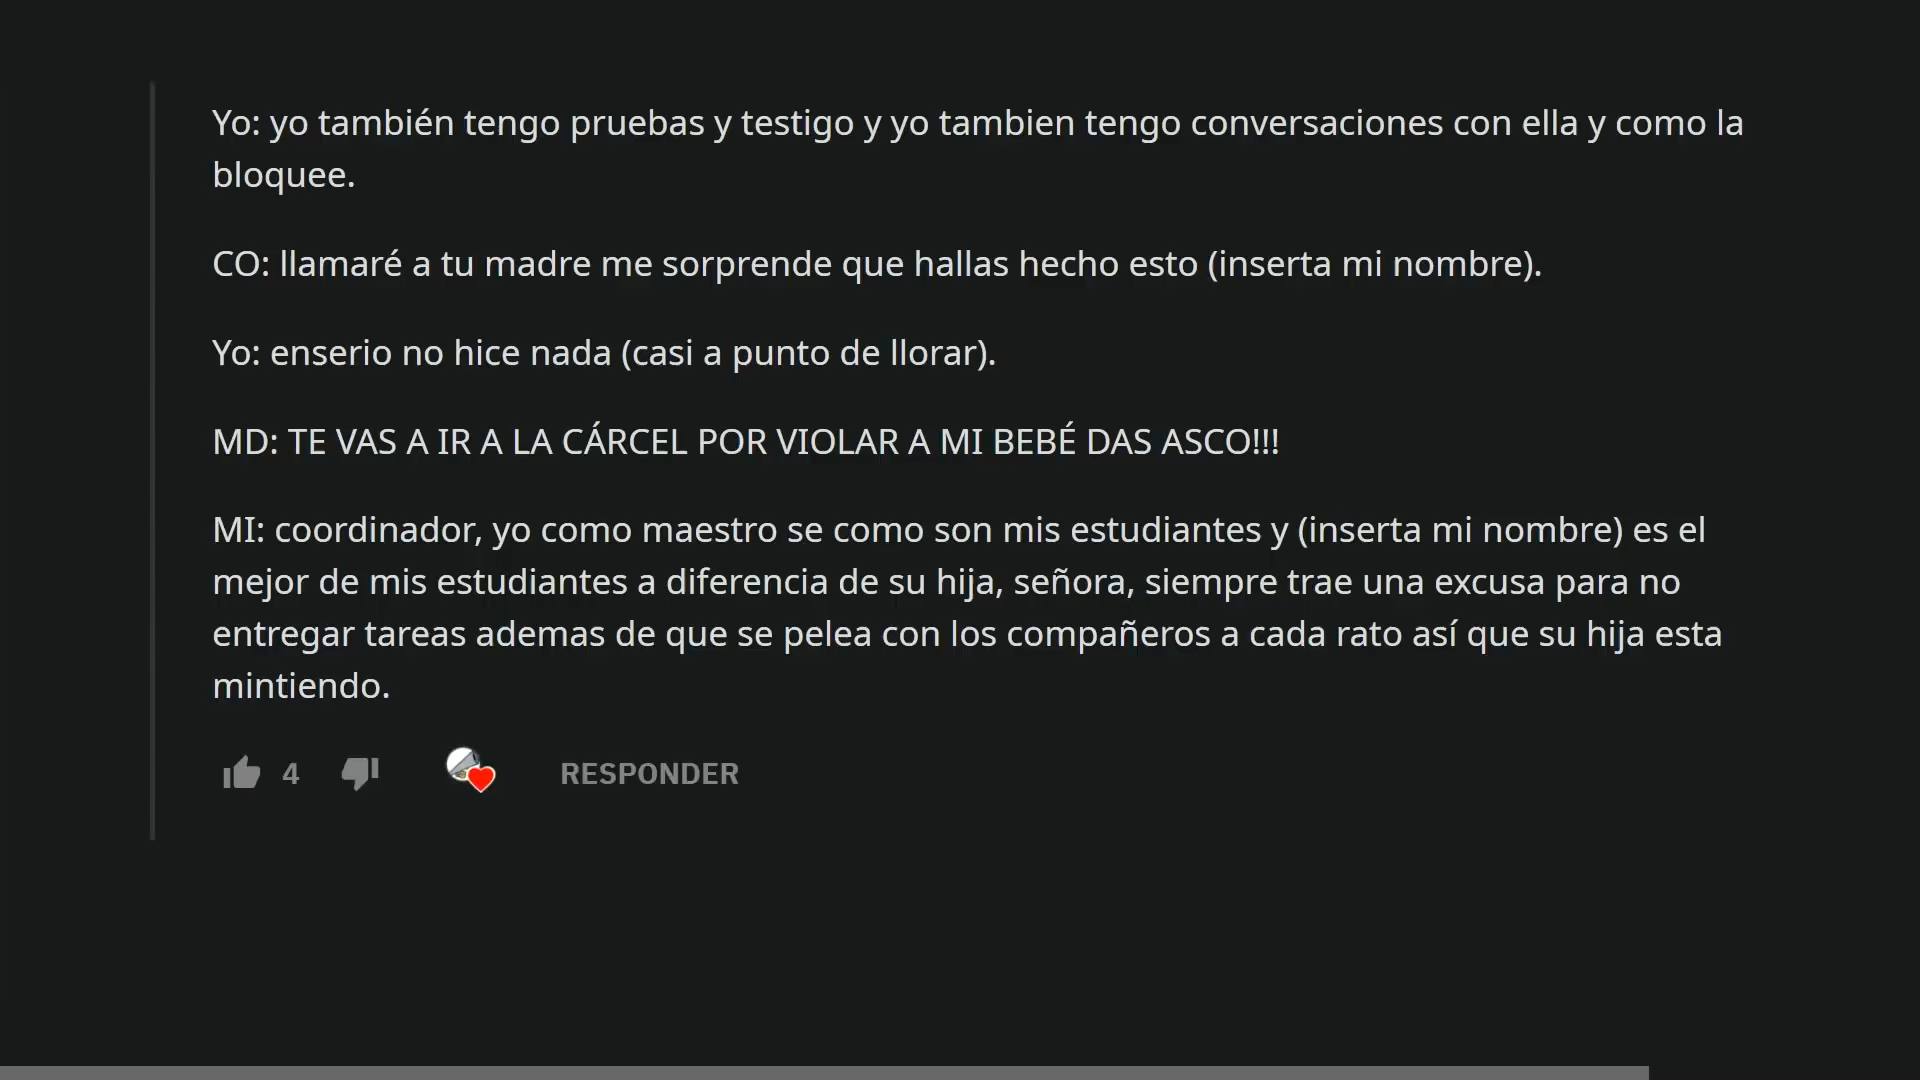 Yo: yo también tengo pruebas y testigo y yo tambien tengo conversaciones con ella y como la
bloquee.
CO: llamaré a tu madre me sorprende que hallas hecho esto (inserta mi nombre).
Yo: enserio no hice nada (casi a punto de llorar).
MD: TE VAS A IR A LA CÁRCEL POR VIOLAR A MI BEBÉ DAS ASCO!!!
MI: coordinador, yo como maestro se como son mis estudiantes y (inserta mi nombre) es el
mejor de mis estudiantes a diferencia de su hija, señora, siempre trae una excusa para no
entregar tareas ademas de que se pelea con los compañeros a cada rato así que su hija esta
mintiendo.
4 RESPONDER